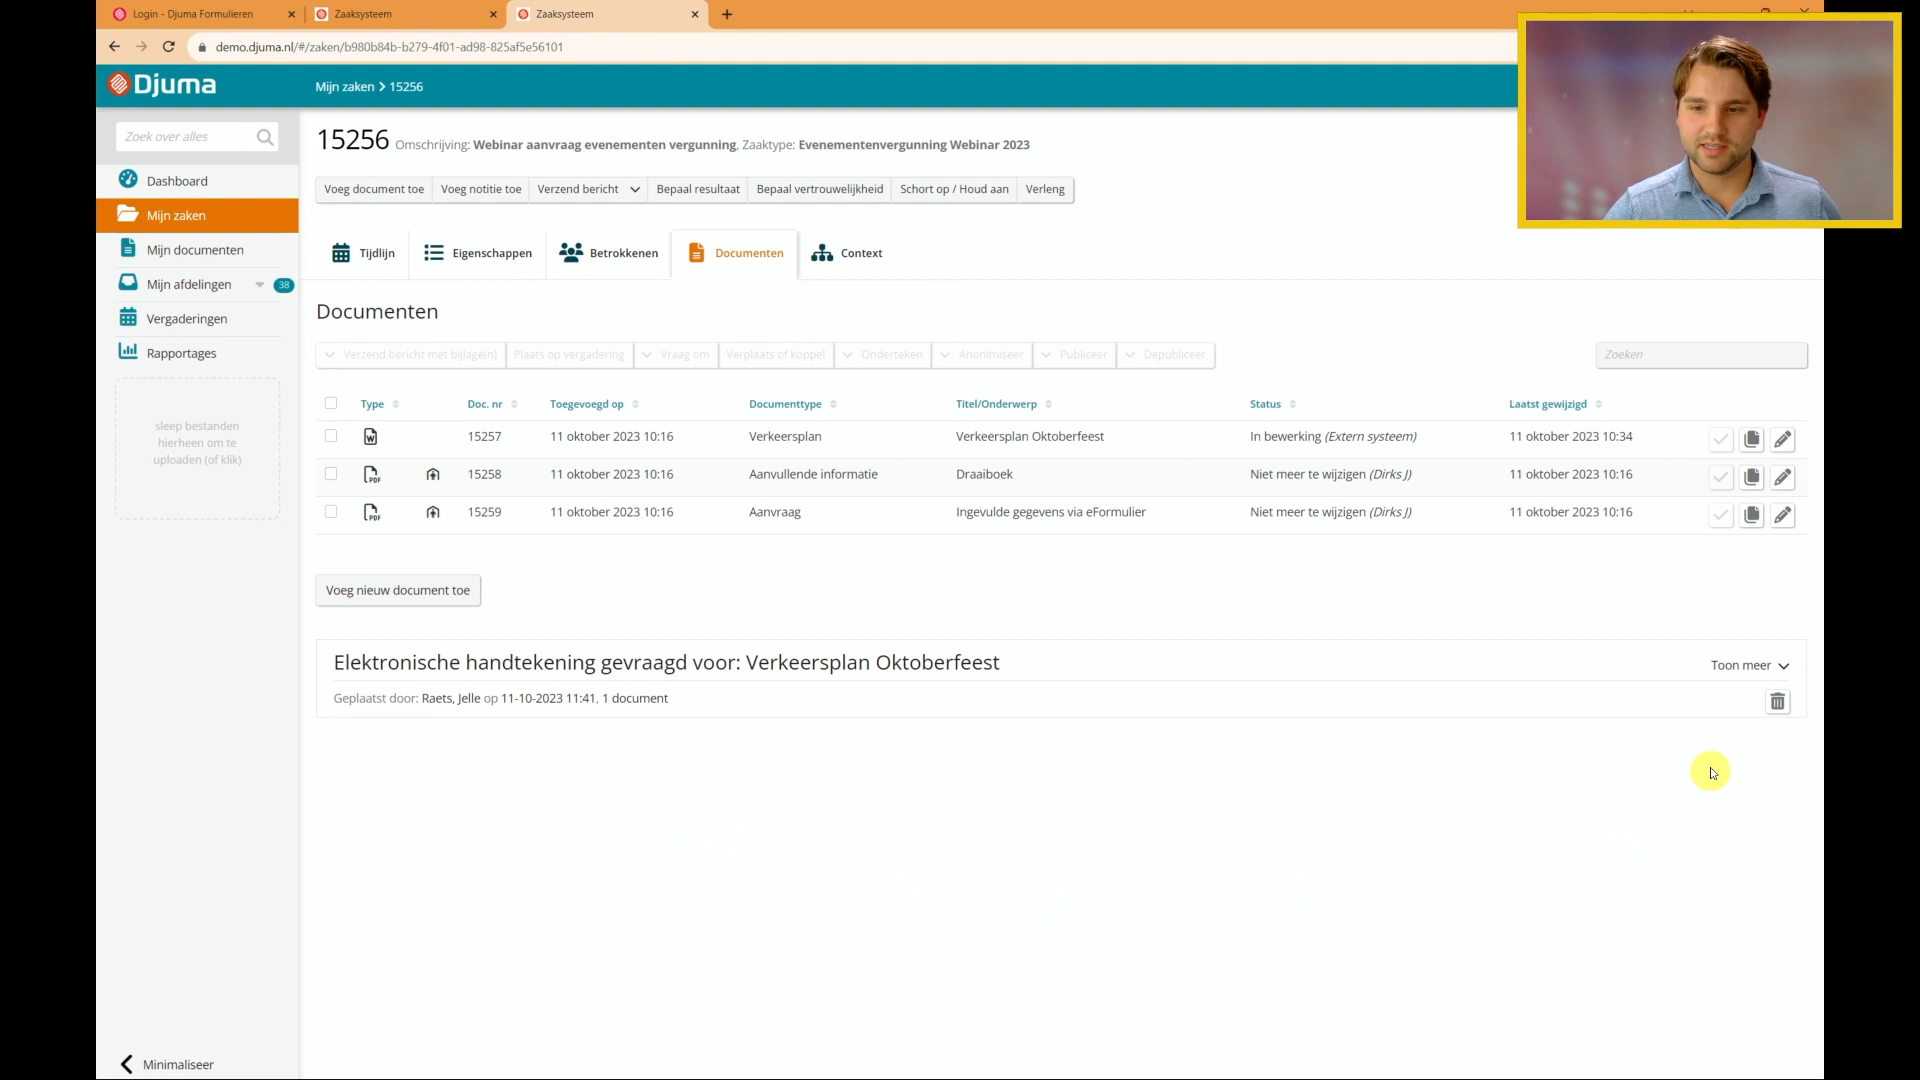 Login - Djuma Formulieren
Zaaksysteem
Zaaksysteem
demo.djuma.nl/#/zaken/b980b84b-b279-4f01-ad98-825af5e56101
Djuma
Mijn zaken > 15256
Zoek over alles
Dashboard
Mijn zaken
Mijn documenten
Mijn afdelingen 38
Vergaderingen
Rapportages
sleep bestanden
hierheen om te
uploaden (of klik)
Minimaliseer
15256 Omschrijving: Webinar aanvraag evenementen vergunning, Zaaktype: Evenementenvergunning Webinar 2023
Voeg document toe Voeg notitie toe Verzend bericht Bepaal resultaat Bepaal vertrouwelijkheid Schort op / Houd aan Verleng
Tijdlijn Eigenschappen Betrokkenen Documenten Context
Documenten
Verzend bericht met bijlage(n) Plaats op vergadering Vraag om Verplaats of koppel Onderteken Anonimiseer Publiceer Depubliceer Zoeken
Type Doc. nr Toegevoegd op Documenttype Titel/Onderwerp Status Laatst gewijzigd
15257 11 oktober 2023 10:16 Verkeersplan Verkeersplan Oktoberfeest In bewerking (Extern systeem) 11 oktober 2023 10:34
PDF 15258 11 oktober 2023 10:16 Aanvullende informatie Draaiboek Niet meer te wijzigen (Dirks J) 11 oktober 2023 10:16
PDF 15259 11 oktober 2023 10:16 Aanvraag Ingevulde gegevens via eFormulier Niet meer te wijzigen (Dirks J) 11 oktober 2023 10:16
Voeg nieuw document toe
Elektronische handtekening gevraagd voor: Verkeersplan Oktoberfeest Toon meer
Geplaatst door: Raets, Jelle op 11-10-2023 11:41, 1 document